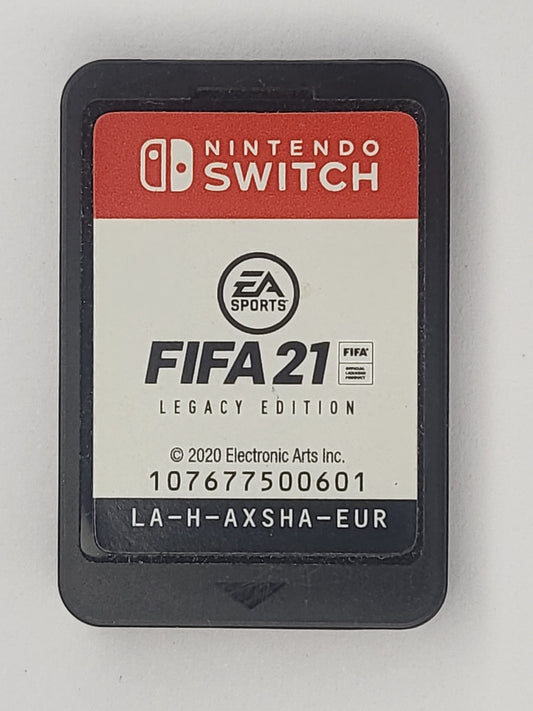 NINTENDO
SWITCH
EA
SPORTS
FIFA 21
FIFA
OFFICIAL
LICENSED
PRODUCT
LEGACY EDITION
© 2020 Electronic Arts Inc.
107677500601
LA-H-AXSHA-EUR